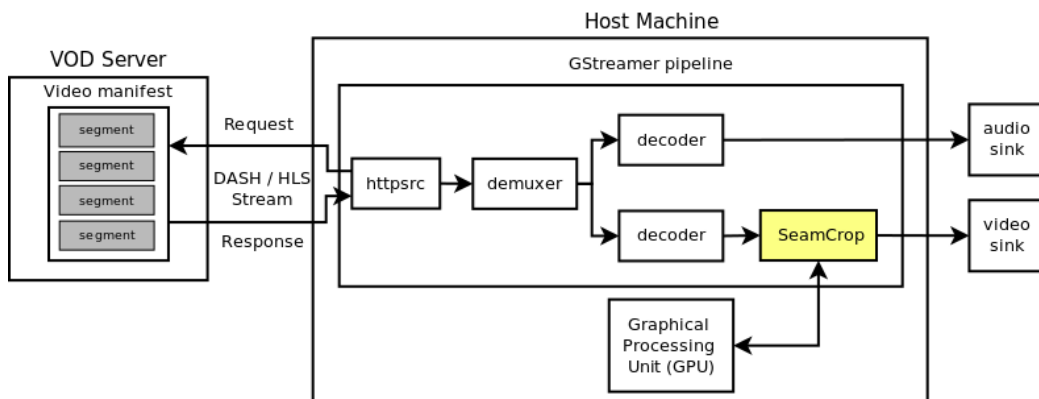 Host Machine
VOD Server
GStreamer pipeline
Video manifest
segment
segment
segment
segment
Request
DASH / HLS
Stream
Response
httpsrc
demuxer
decoder
decoder
SeamCrop
audio
sink
video
sink
Graphical
Processing
Unit (GPU)